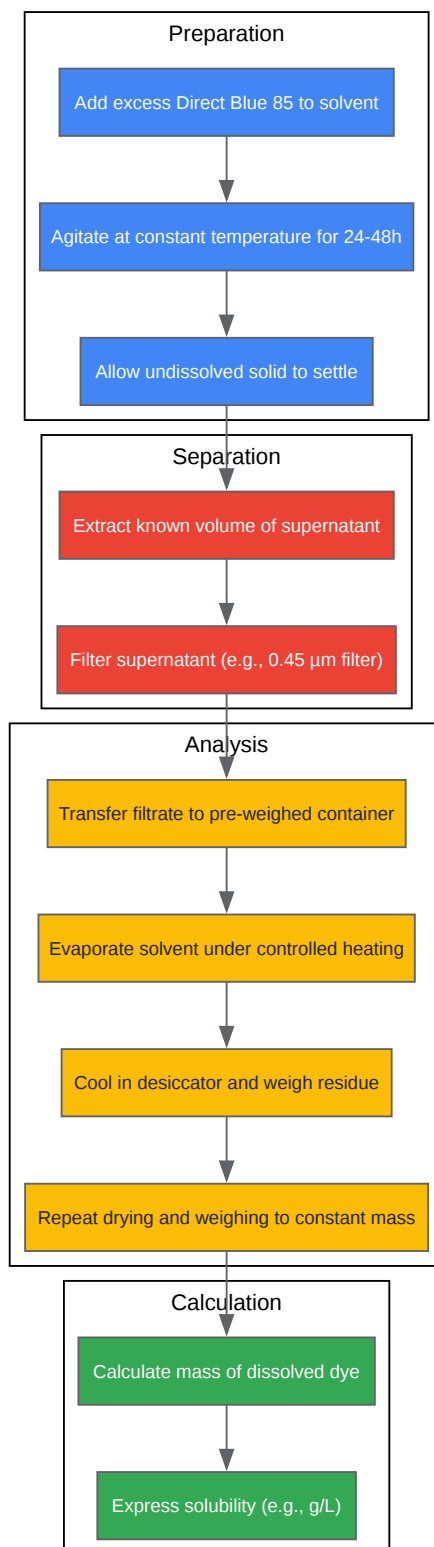 Preparation
Add excess Direct Blue 85 to solvent
Agitate at constant temperature for 24-48h
Allow undissolved solid to settle
Separation
Extract known volume of supernatant
Filter supernatant (e.g., 0.45 µm filter)
Analysis
Transfer filtrate to pre-weighed container
Evaporate solvent under controlled heating
Cool in desiccator and weigh residue
Repeat drying and weighing to constant mass
Calculation
Calculate mass of dissolved dye
Express solubility (e.g., g/L)